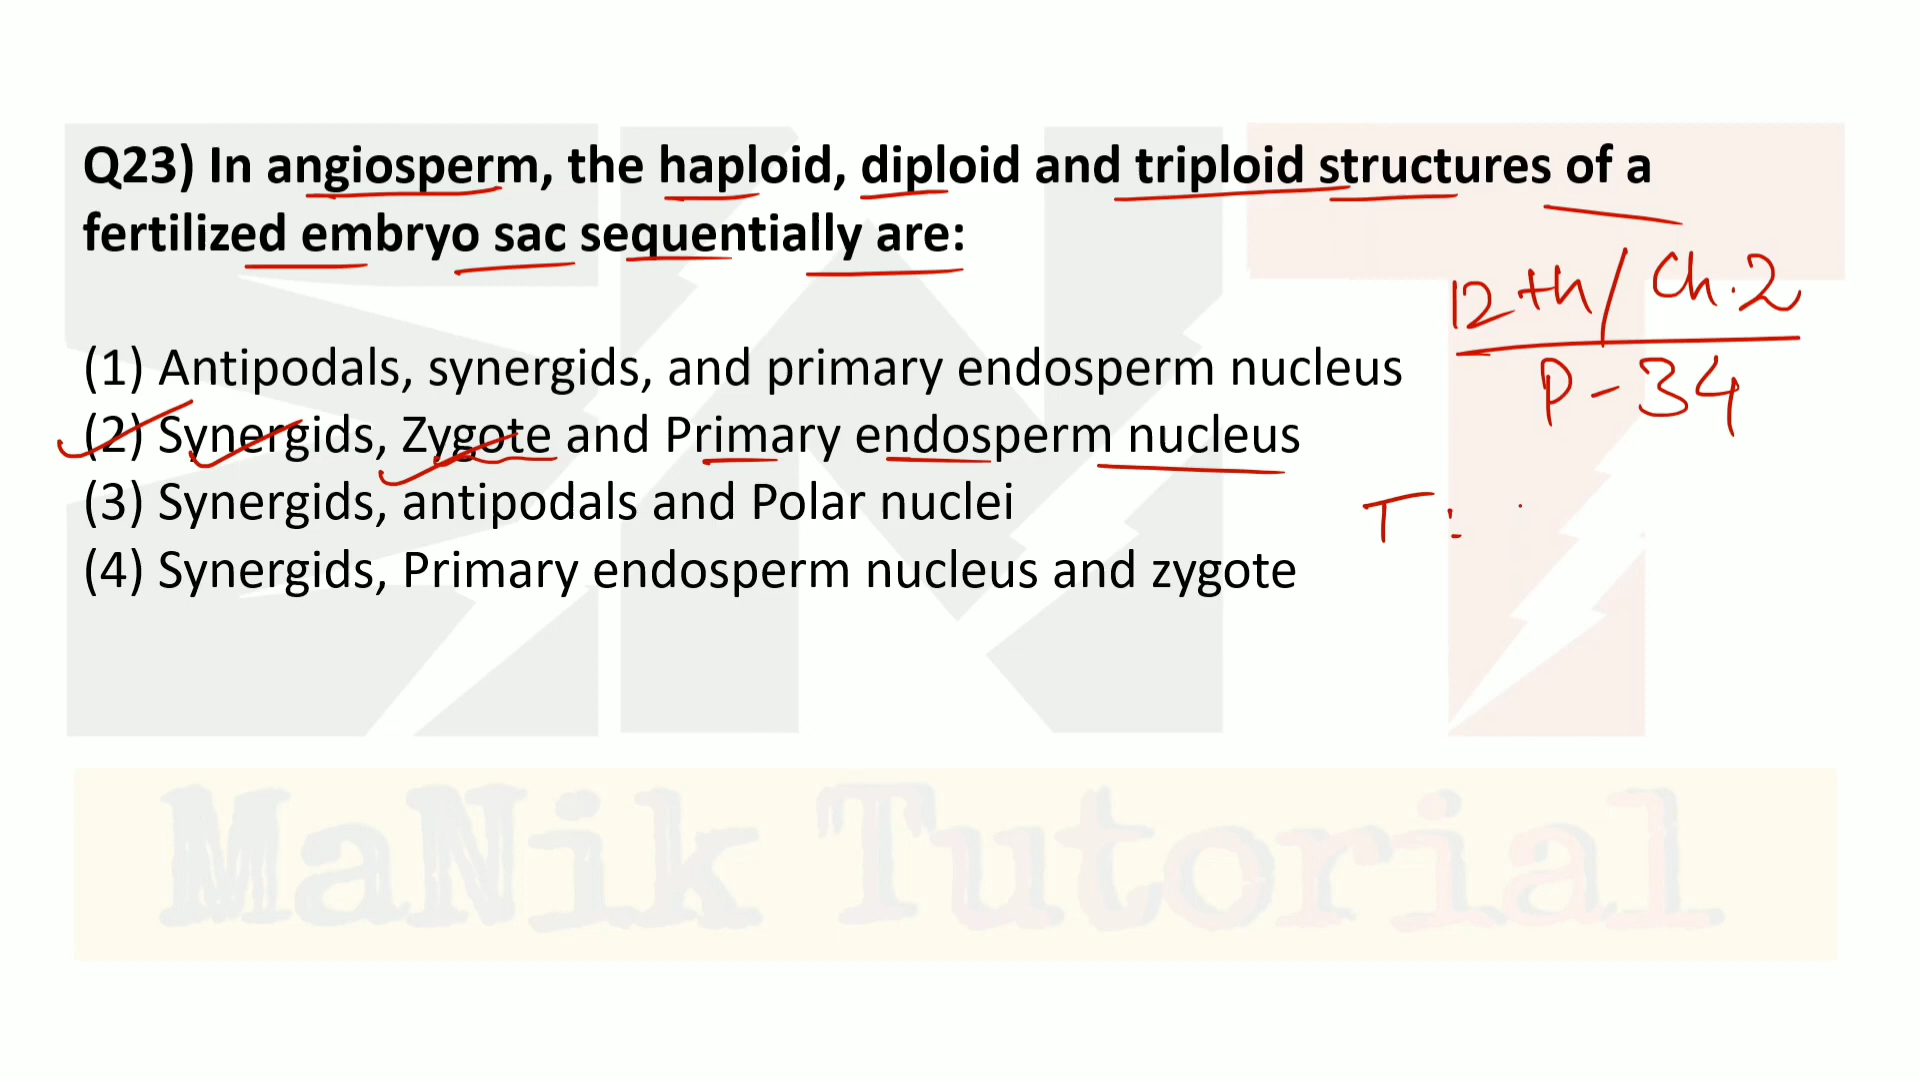 Q23) In angiosperm, the haploid, diploid and triploid structures of a
fertilized embryo sac sequentially are:
12th/Ch.2
P-34
(1) Antipodals, synergids, and primary endosperm nucleus
(2) Synergids, Zygote and Primary endosperm nucleus
(3) Synergids, antipodals and Polar nuclei
T:
(4) Synergids, Primary endosperm nucleus and zygote
MaNik Tutorial